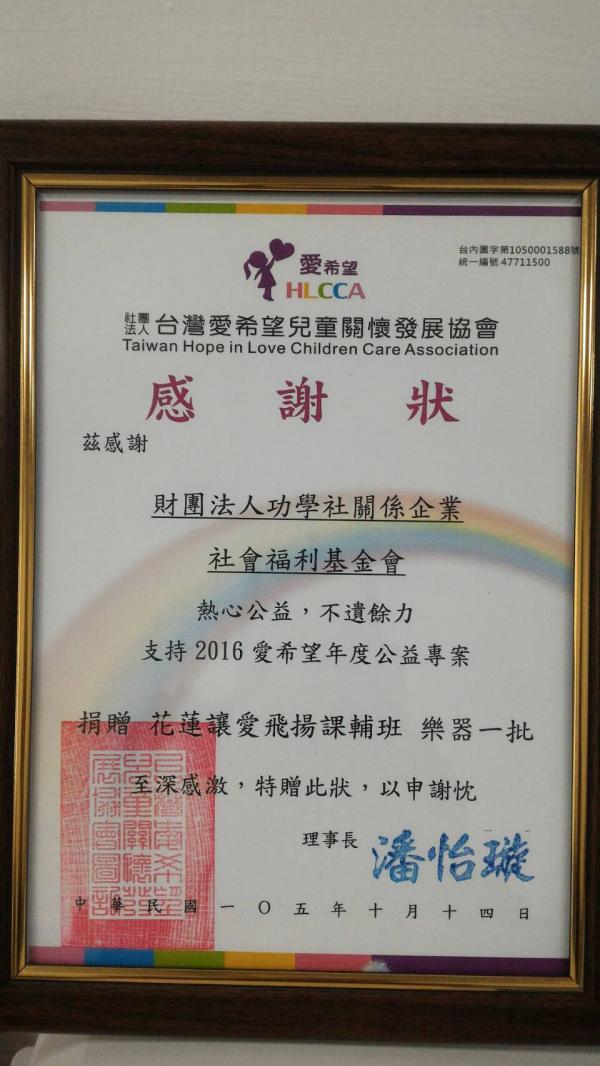 台內團字第1050001588號
統一編號 47711500
愛希望
HLCCA
社團法人 台灣愛希望兒童關懷發展協會
Taiwan Hope in Love Children Care Association
感謝狀
茲感謝
財團法人功學社關係企業
社會福利基金會
熱心公益，不遺餘力
支持 2016 愛希望年度公益專案
捐贈 花蓮讓愛飛揚課輔班 樂器一批
至深感激，特贈此狀，以申謝忱
理事長 潘怡璇
中華民國一〇五年十月十四日